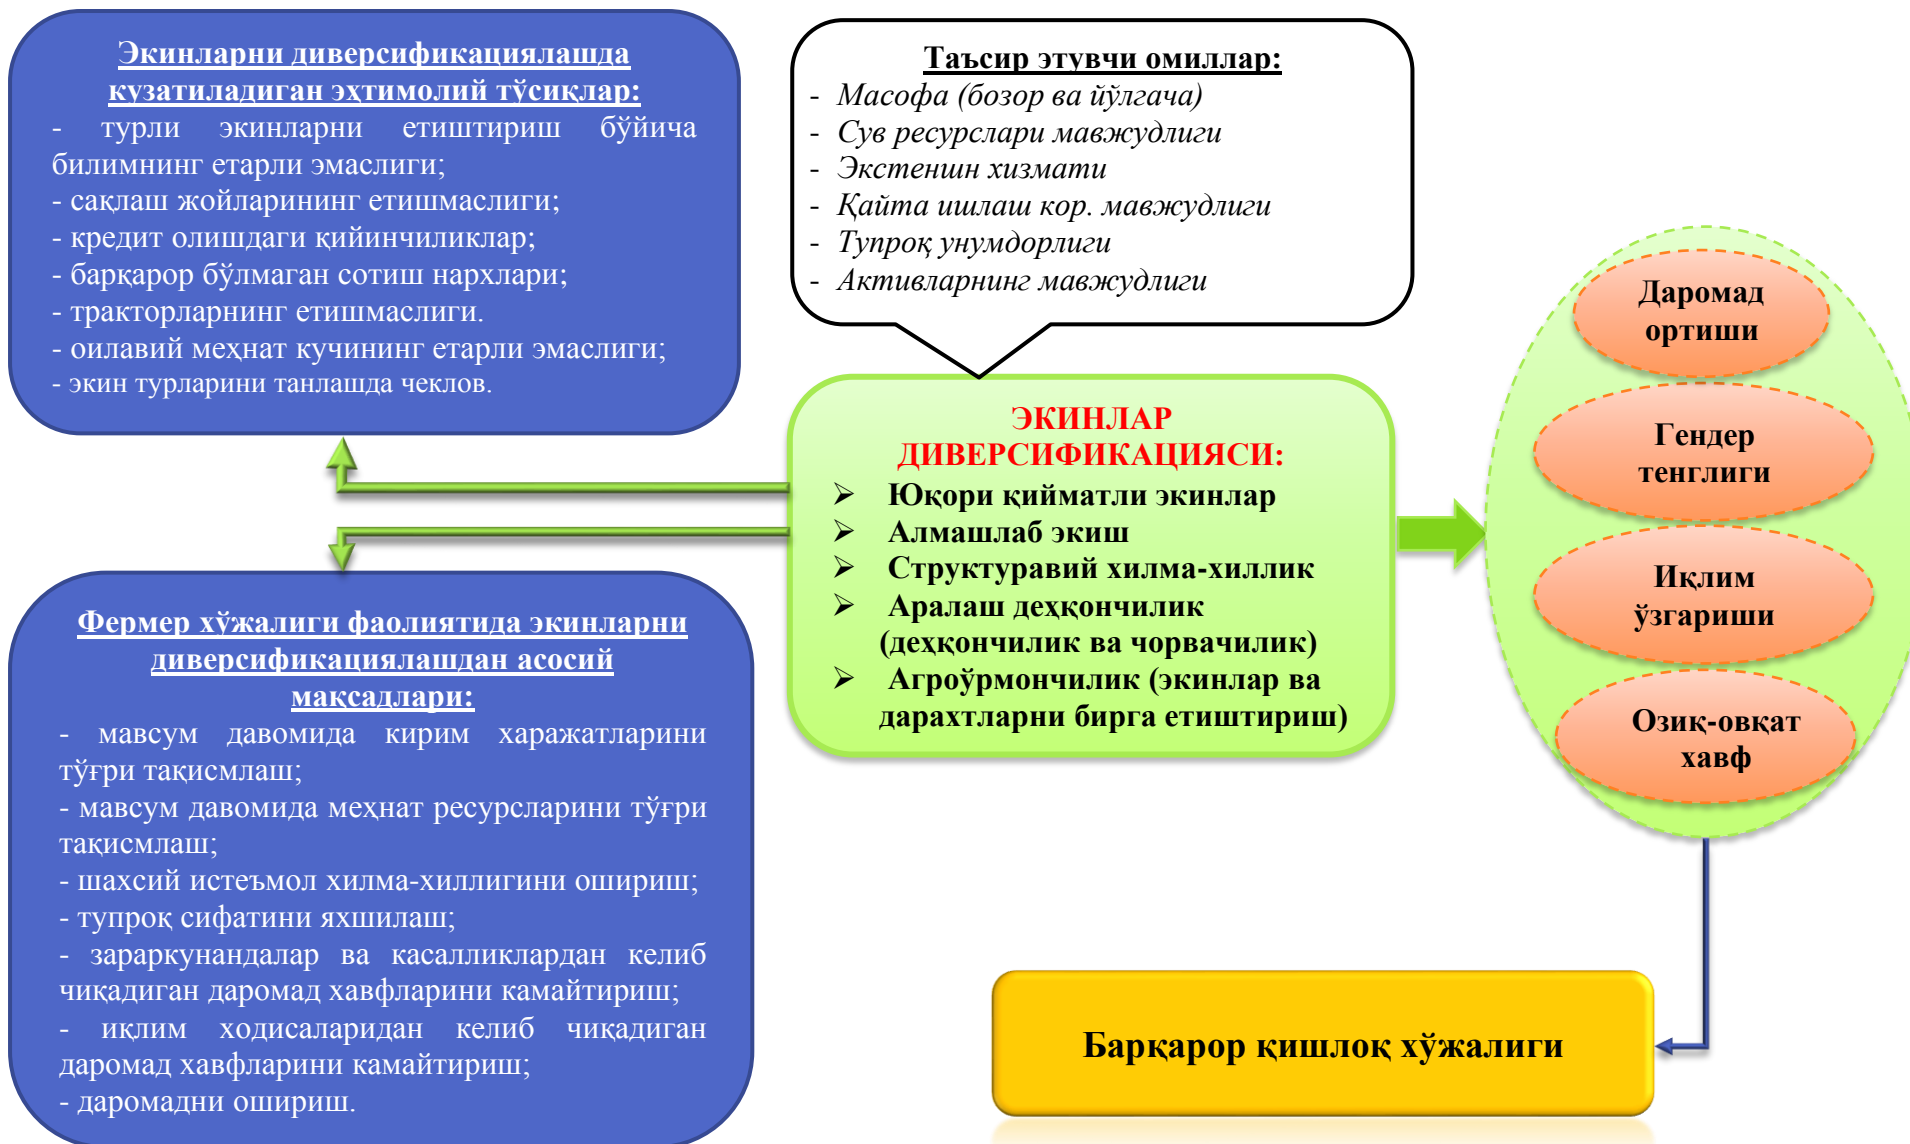 Экинларни диверсификациялашда
кузатиладиган эҳтимолий тўсиқлар:
- турли экинларни етиштириш бўйича
билимнинг етарли эмаслиги;
- сақлаш жойларининг етишмаслиги;
- кредит олишдаги қийинчиликлар;
- барқарор бўлмаган сотиш нархлари;
- тракторларнинг етишмаслиги.
- оилавий меҳнат кучининг етарли эмаслиги;
- экин турларини танлашда чеклов.
Таъсир этувчи омиллар:
- Масофа (бозор ва йўлгача)
- Сув ресурслари мавжудлиги
- Экстеншн хизмати
- Қайта ишлаш кор. мавжудлиги
- Тупроқ унумдорлиги
- Активларнинг мавжудлиги
ЭКИНЛАР
ДИВЕРСИФИКАЦИЯСИ:
➢ Юқори қийматли экинлар
➢ Алмашлаб экиш
➢ Структуравий хилма-хиллик
➢ Аралаш деҳқончилик
(деҳқончилик ва чорвачилик)
➢ Агроўрмончилик (экинлар ва
дарахтларни бирга етиштириш)
Даромад
ортиши
Гендер
тенглиги
Иқлим
ўзгариши
Озиқ-овқат
хавф
Фермер хўжалиги фаолиятида экинларни
диверсификациялашдан асосий
мақсадлари:
- мавсум давомида кирим харажатларини
тўғри тақисмлаш;
- мавсум давомида меҳнат ресурсларини тўғри
тақисмлаш;
- шахсий истеъмол хилма-хиллигини ошириш;
- тупроқ сифатини яхшилаш;
- зараркунандалар ва касалликлардан келиб
чиқадиган даромад хавфларини камайтириш;
- иқлим ходисаларидан келиб чиқадиган
даромад хавфларини камайтириш;
- даромадни ошириш.
Барқарор қишлоқ хўжалиги